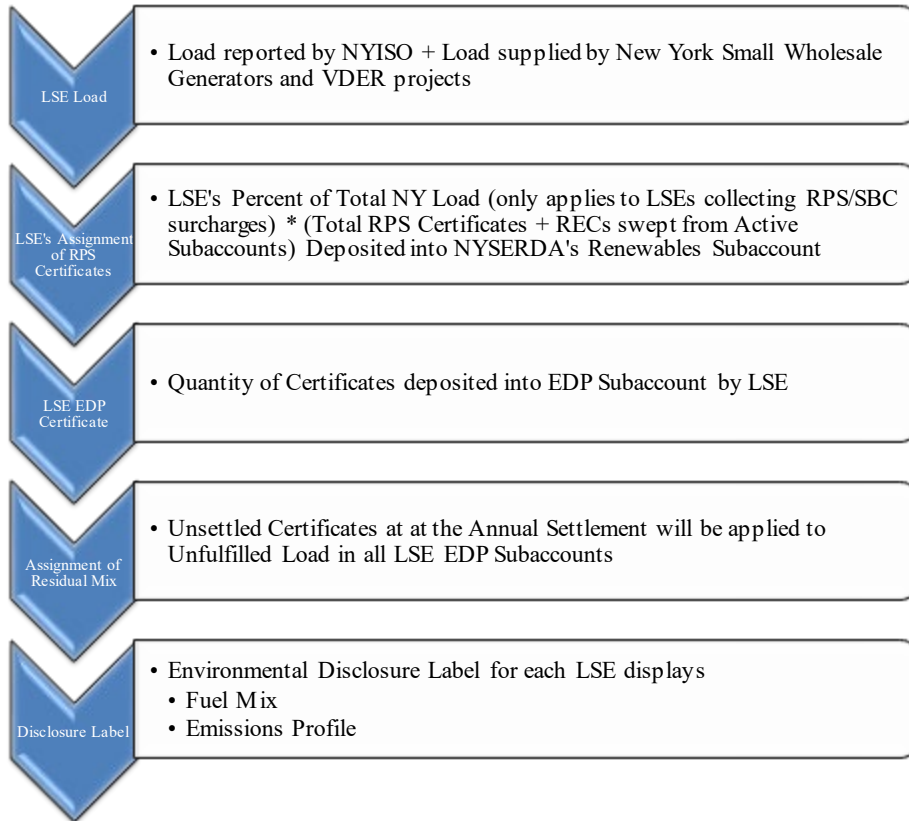 LSE Load
• Load reported by NYISO + Load supplied by New York Small Wholesale
Generators and VDER projects
LSE's Assignment
of RPS
Certificates
• LSE's Percent of Total NY Load (only applies to LSEs collecting RPS/SBC
surcharges) * (Total RPS Certificates + RECs swept from Active
Subaccounts) Deposited into NYSERDA's Renewables Subaccount
LSE EDP
Certificate
• Quantity of Certificates deposited into EDP Subaccount by LSE
Assignment of
Residual Mix
• Unsettled Certificates at at the Annual Settlement will be applied to
Unfulfilled Load in all LSE EDP Subaccounts
Disclosure Label
• Environmental Disclosure Label for each LSE displays
• Fuel Mix
• Emissions Profile